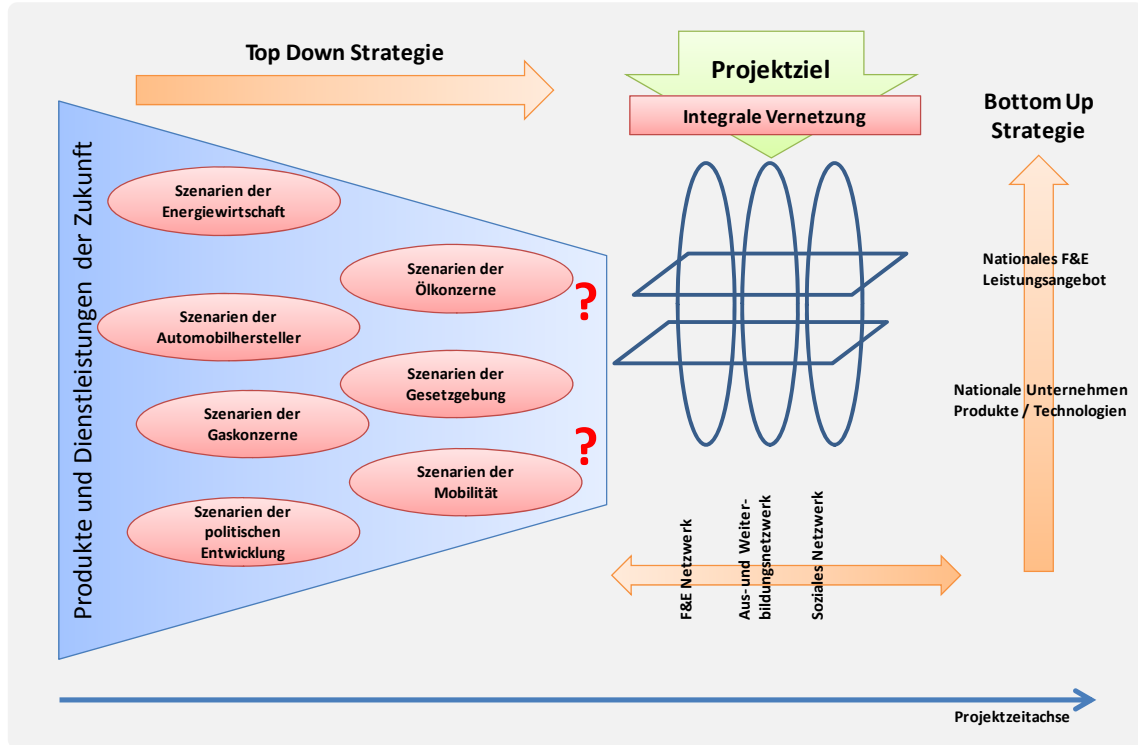 Top Down Strategie
Projektziel
Integrale Vernetzung
Bottom Up
Strategie
Produkte und Dienstleistungen der Zukunft
Szenarien der
Energiewirtschaft
Szenarien der
Ölkonzerne
?
Szenarien der
Automobilhersteller
Szenarien der
Gesetzgebung
Szenarien der
Gaskonzerne
?
Szenarien der
Mobilität
Szenarien der
politischen
Entwicklung
Nationales F&E
Leistungsangebot
Nationale Unternehmen
Produkte / Technologien
F&E Netzwerk
Aus- und Weiter-
bildungsnetzwerk
Soziales Netzwerk
Projektzeitachse